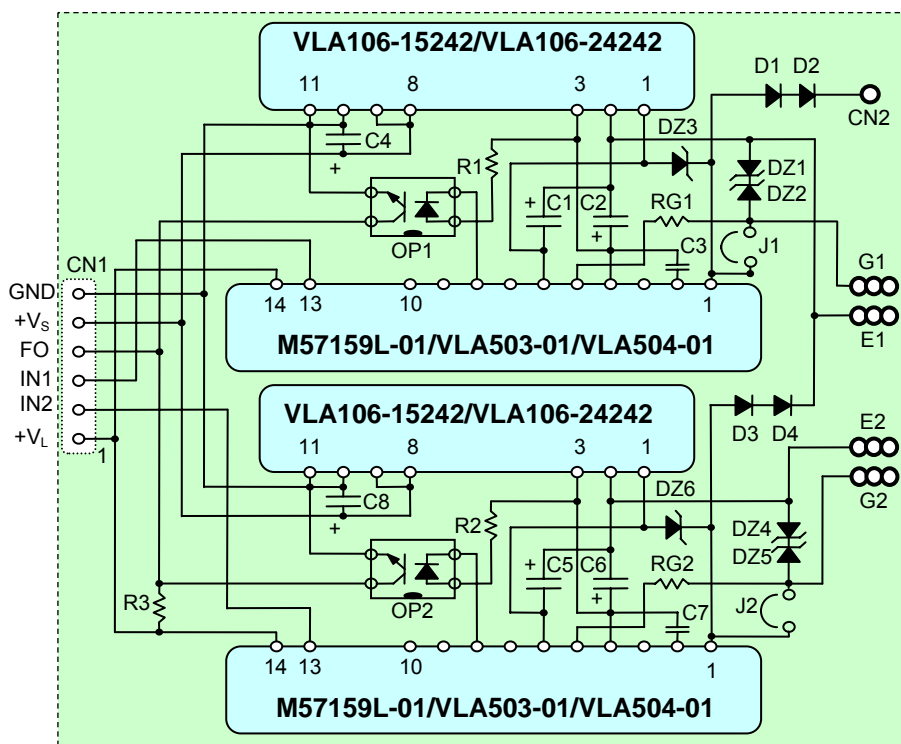 VLA106-15242/VLA106-24242
11 8 3 1
D1 D2
CN2
C4
+
DZ3
R1
DZ1
DZ2
+ C1 C2
+
RG1
OP1
C3
J1
CN1
GND
+VS
FO
IN1
IN2
+VL
1
14 13 10 1
G1
E1
M57159L-01/VLA503-01/VLA504-01
VLA106-15242/VLA106-24242
11 8 3 1
D3 D4
E2
G2
C8
+
DZ6
R2
DZ4
DZ5
+ C5 C6
+
RG2
OP2
C7
J2
R3
14 13 10 1
M57159L-01/VLA503-01/VLA504-01